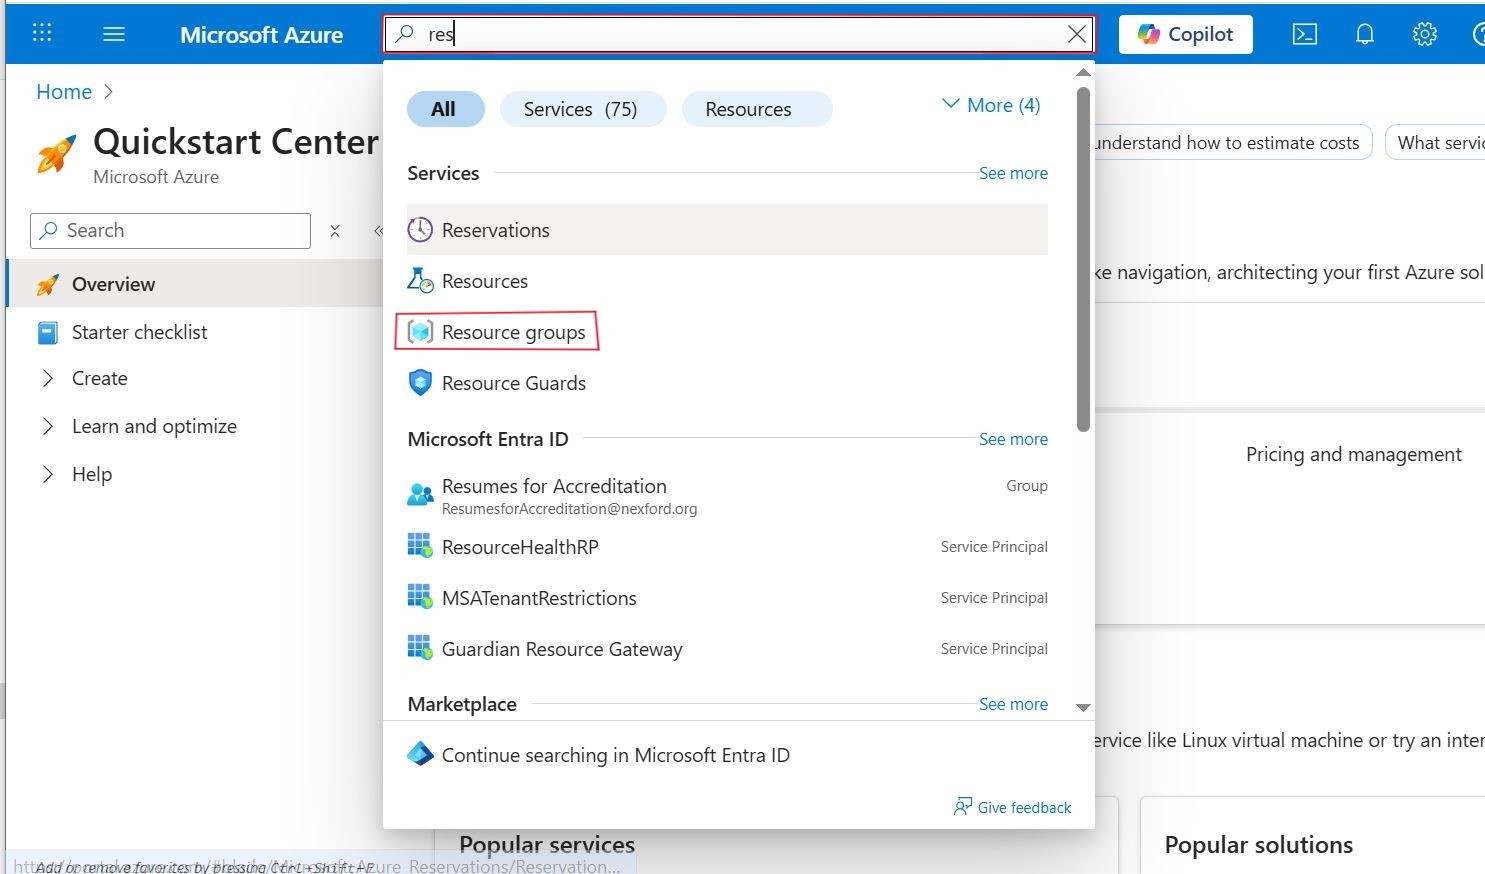 Microsoft Azure
res
Copilot
Home
Quickstart Center
Microsoft Azure
Search
Overview
Starter checklist
Create
Learn and optimize
Help
All
Services (75)
Resources
More (4)
Services
See more
Reservations
Resources
Resource groups
Resource Guards
Microsoft Entra ID
See more
Resumes for Accreditation
Group
ResumesforAccreditation@nexford.org
ResourceHealthRP
Service Principal
MSATenantRestrictions
Service Principal
Guardian Resource Gateway
Service Principal
Marketplace
See more
Continue searching in Microsoft Entra ID
Give feedback
understand how to estimate costs
What servic
ke navigation, architecting your first Azure sol
Pricing and management
ervice like Linux virtual machine or try an inter
Popular services
Popular solutions
Add or remove favorites by pressing Ctrl+Shift+F